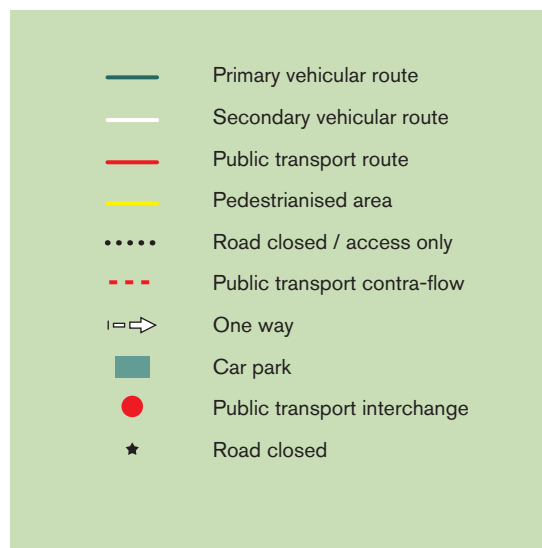 Primary vehicular route
Secondary vehicular route
Public transport route
Pedestrianised area
Road closed / access only
Public transport contra-flow
One way
Car park
Public transport interchange
Road closed